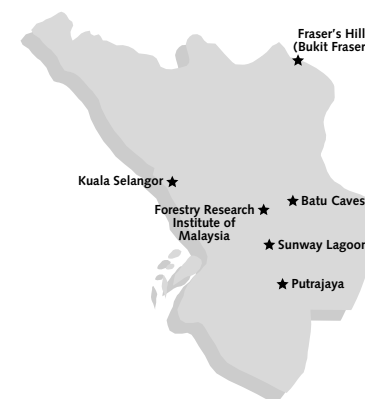 Fraser's Hill
(Bukit Fraser
Kuala Selangor
Batu Caves
Forestry Research
Institute of
Malaysia
Sunway Lagoon
Putrajaya